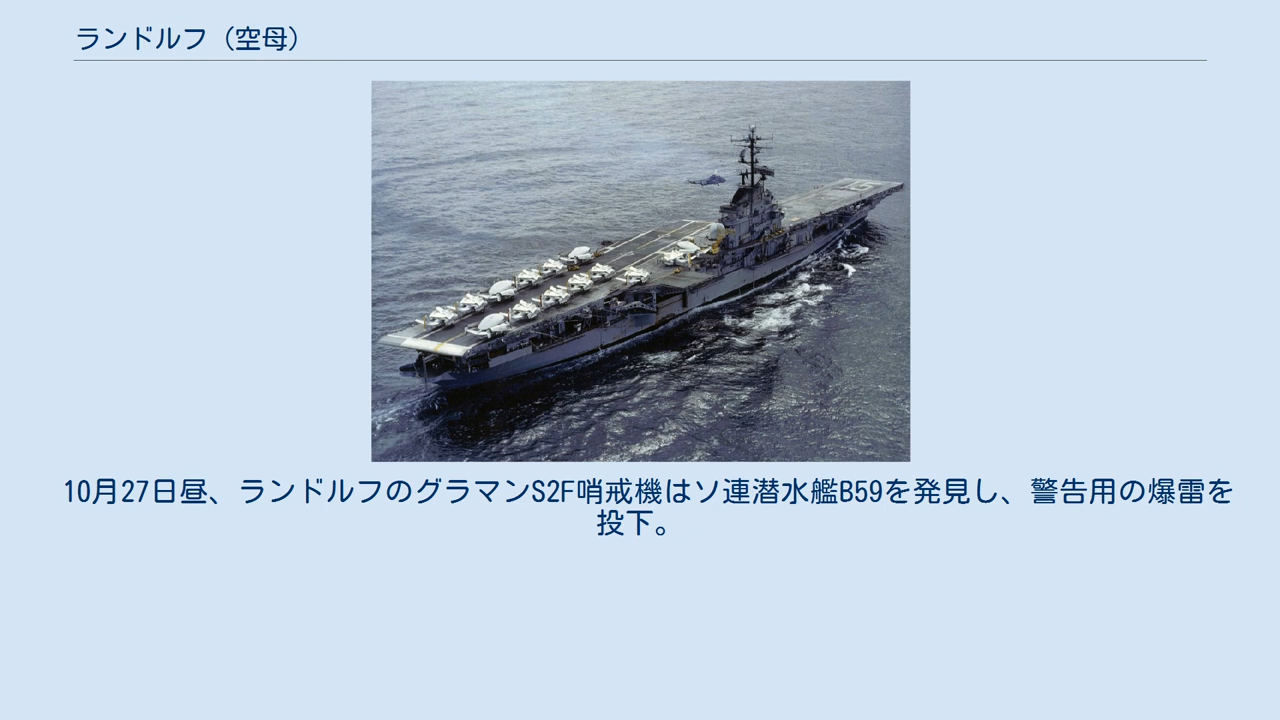 ランドルフ（空母）
10月27日昼、ランドルフのグラマンS2F哨戒機はソ連潜水艦B59を発見し、警告用の爆雷を
投下。